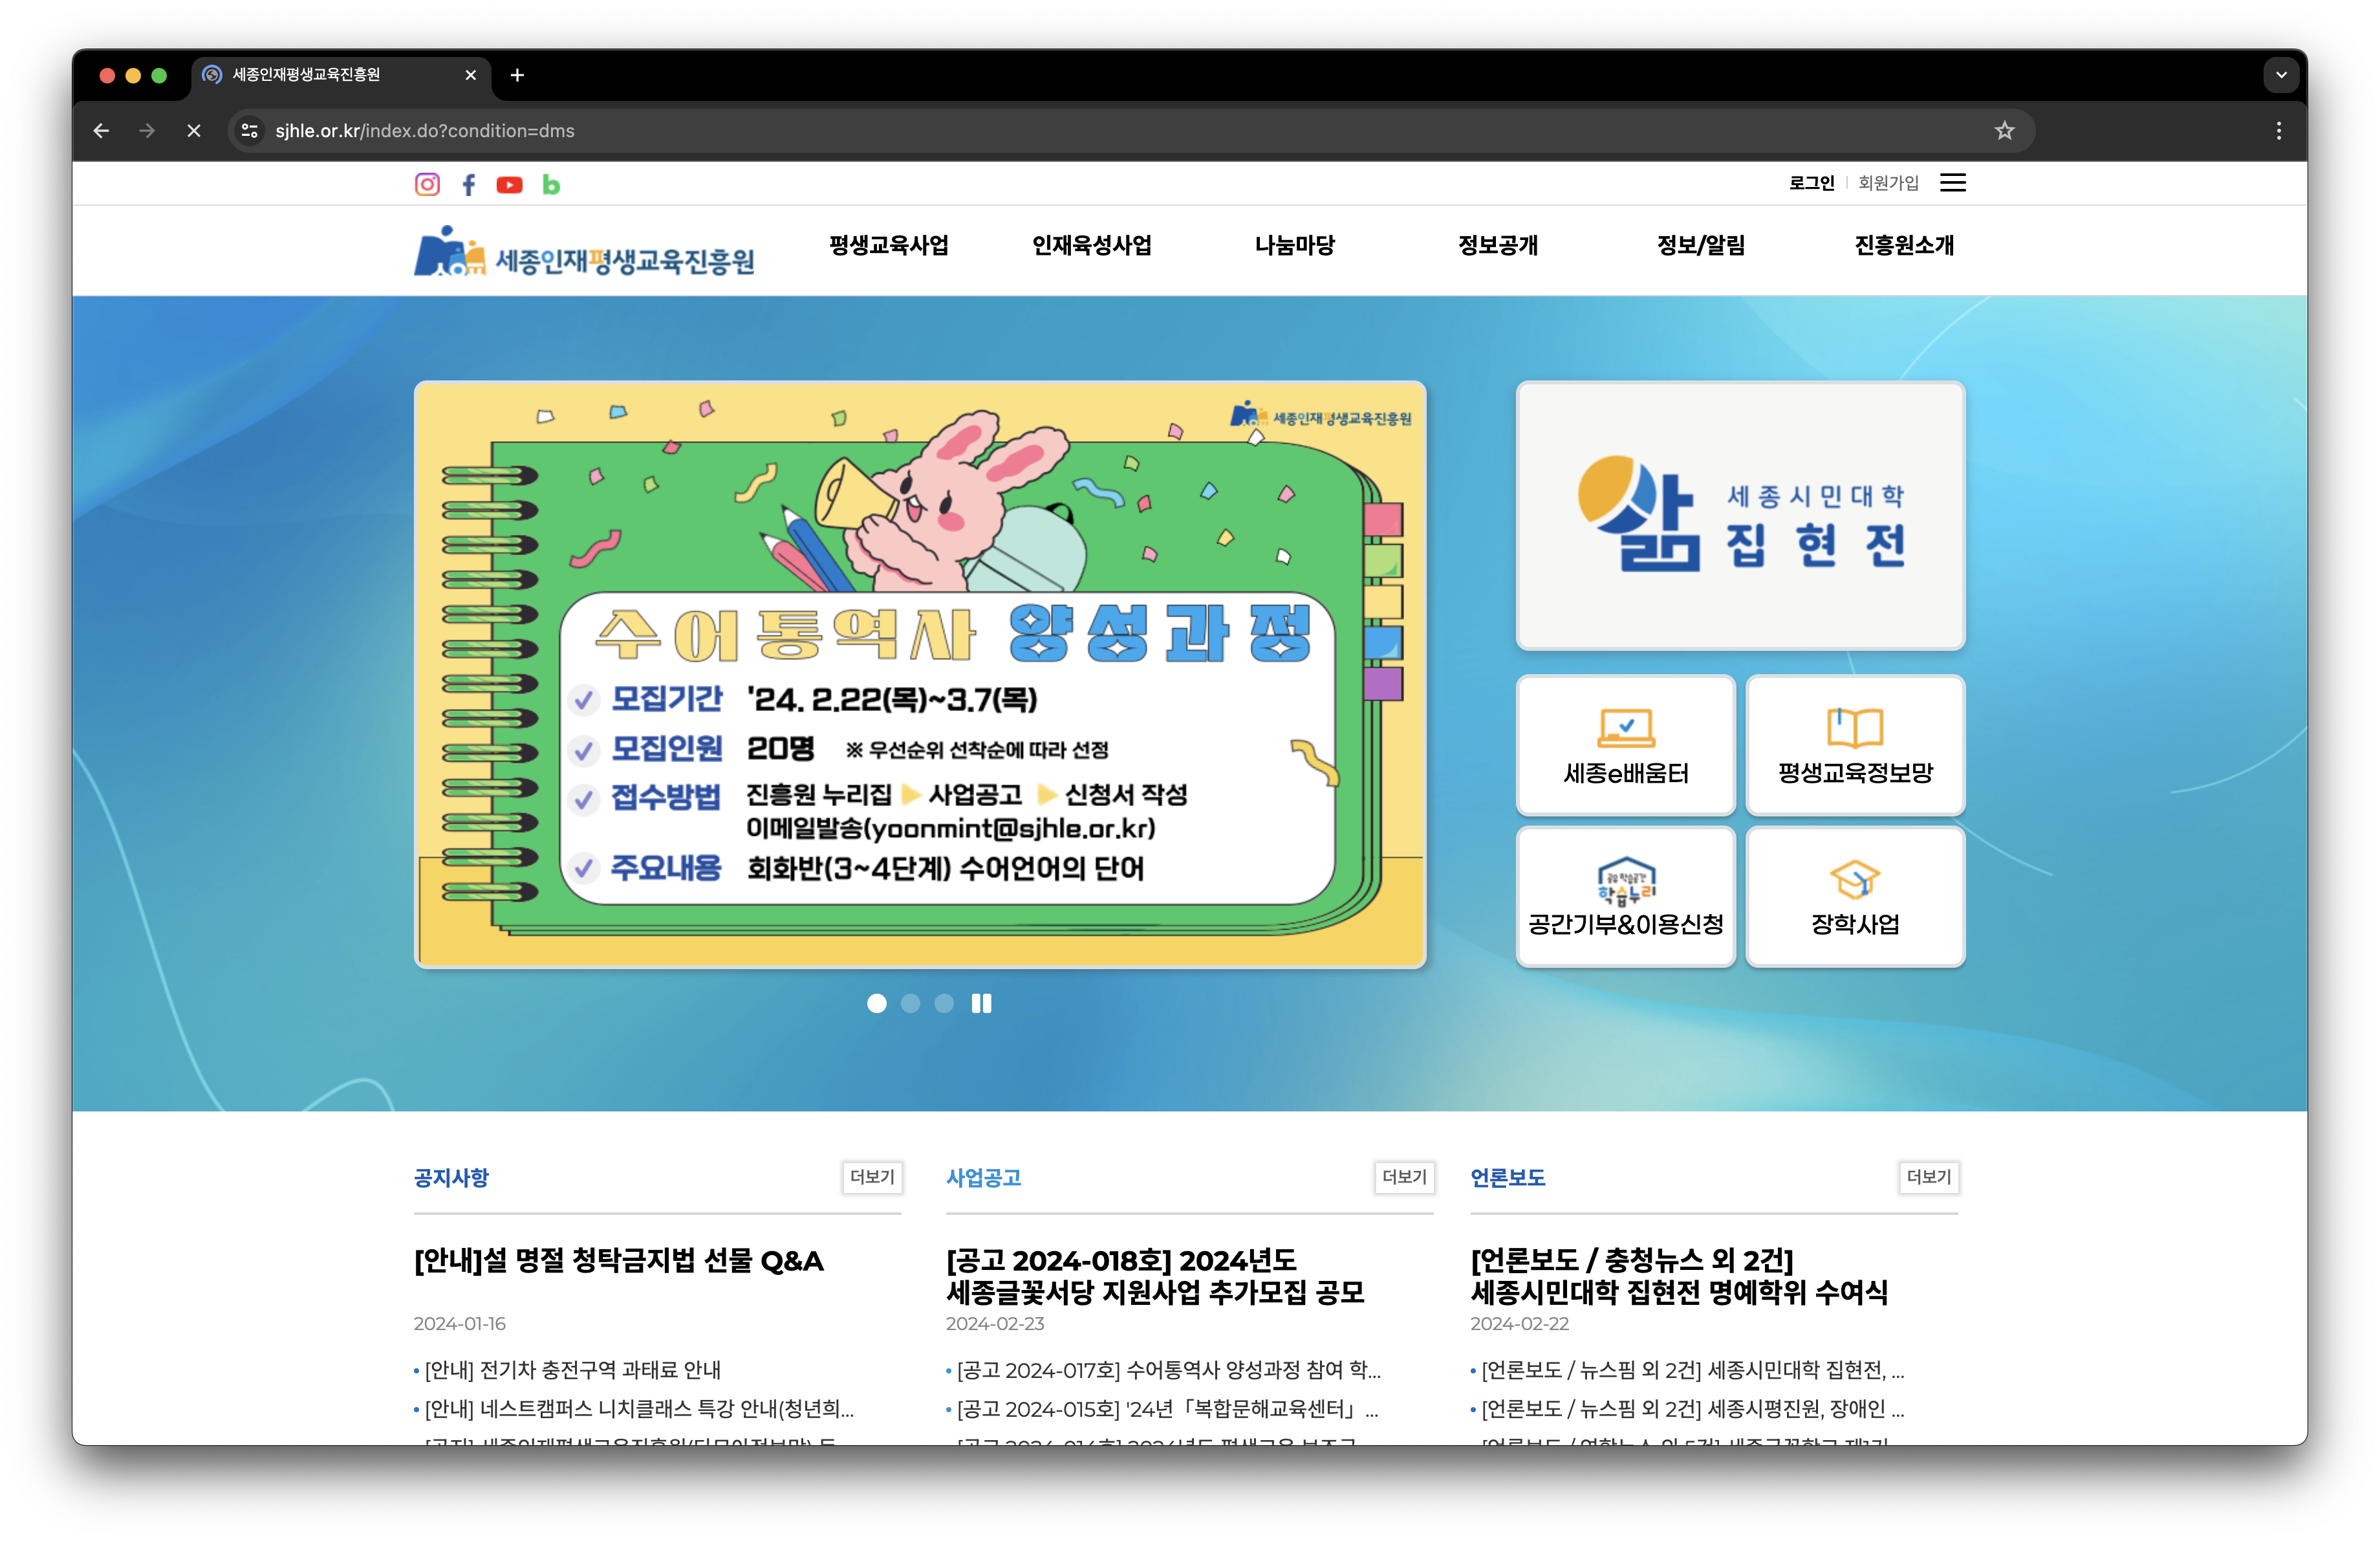 세종인재평생교육진흥원
sjhle.or.kr/index.do?condition=dms
로그인
회원가입
세종인재평생교육진흥원
평생교육사업
인재육성사업
나눔마당
정보공개
정보/알림
진흥원소개
세종인재평생교육진흥원
수어통역사 양성과정
모집기간 '24. 2.22(목)~3.7(목)
모집인원 20명 ※ 우선순위 선착순에 따라 선정
접수방법 진흥원 누리집 ▶ 사업공고 ▶ 신청서 작성
이메일발송(yoonmint@sjhle.or.kr)
주요내용 회화반(3~4단계) 수어언어의 단어
삶
세종시민대학
집현전
세종e배움터
평생교육정보망
공유 학습공간
학습누리
공간기부&이용신청
장학사업
공지사항
더보기
[안내]설 명절 청탁금지법 선물 Q&A
2024-01-16
• [안내] 전기차 충전구역 과태료 안내
• [안내] 네스트캠퍼스 니치클래스 특강 안내(청년희...
사업공고
더보기
[공고 2024-018호] 2024년도
세종글꽃서당 지원사업 추가모집 공모
2024-02-23
• [공고 2024-017호] 수어통역사 양성과정 참여 학...
• [공고 2024-015호] '24년「복합문해교육센터」...
언론보도
더보기
[언론보도 / 충청뉴스 외 2건]
세종시민대학 집현전 명예학위 수여식
2024-02-22
• [언론보도 / 뉴스핌 외 2건] 세종시민대학 집현전, ...
• [언론보도 / 뉴스핌 외 2건] 세종시평진원, 장애인 ...